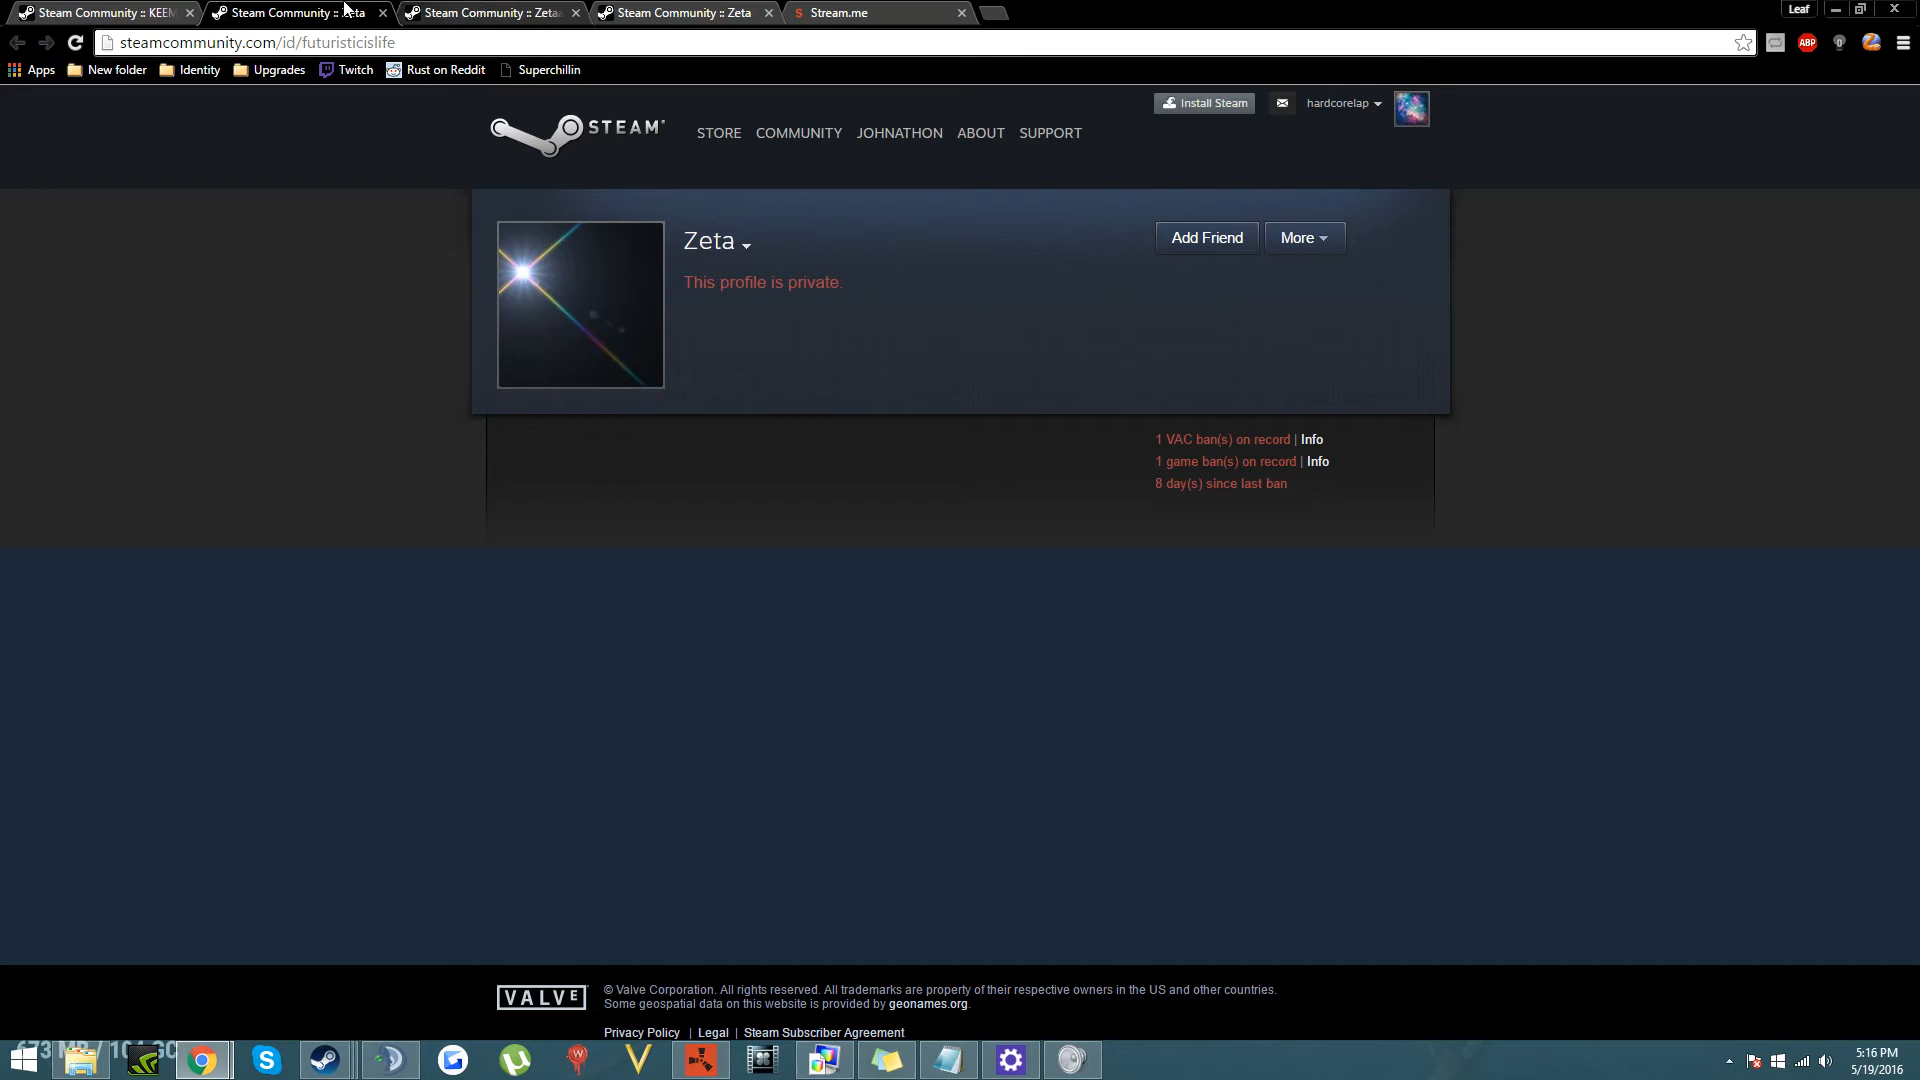 Steam Community :: KEEM
Steam Community :: Zeta
Steam Community :: Zeta
Steam Community :: Zeta
S Stream.me
Leaf
steamcommunity.com/id/futuristicislife
ABP
Apps New folder Identity Upgrades Twitch Rust on Reddit Superchillin
Install Steam
hardcorelap
STEAM
STORE COMMUNITY JOHNATHON ABOUT SUPPORT
Zeta
Add Friend
More
This profile is private.
1 VAC ban(s) on record | Info
1 game ban(s) on record | Info
8 day(s) since last ban
VALVE
© Valve Corporation. All rights reserved. All trademarks are property of their respective owners in the US and other countries.
Some geospatial data on this website is provided by geonames.org.
Privacy Policy | Legal | Steam Subscriber Agreement
5:16 PM
5/19/2016